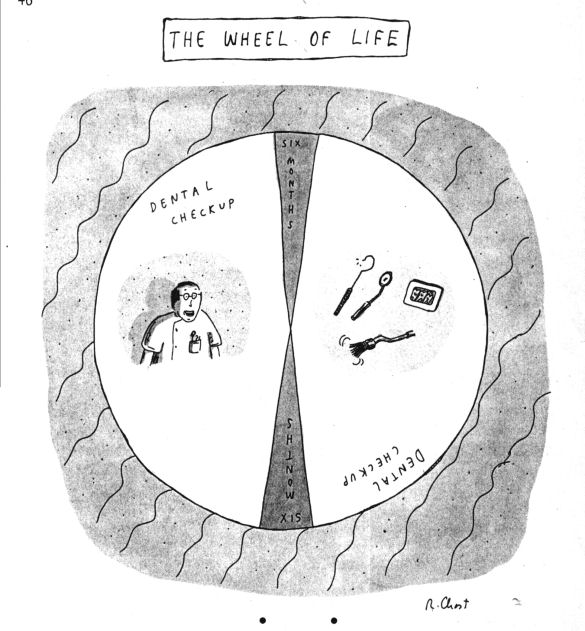 THE WHEEL OF LIFE
SIX
MONTHS
DENTAL
CHECKUP
DENTAL
CHECKUP
SIX
MONTHS
R. Chast